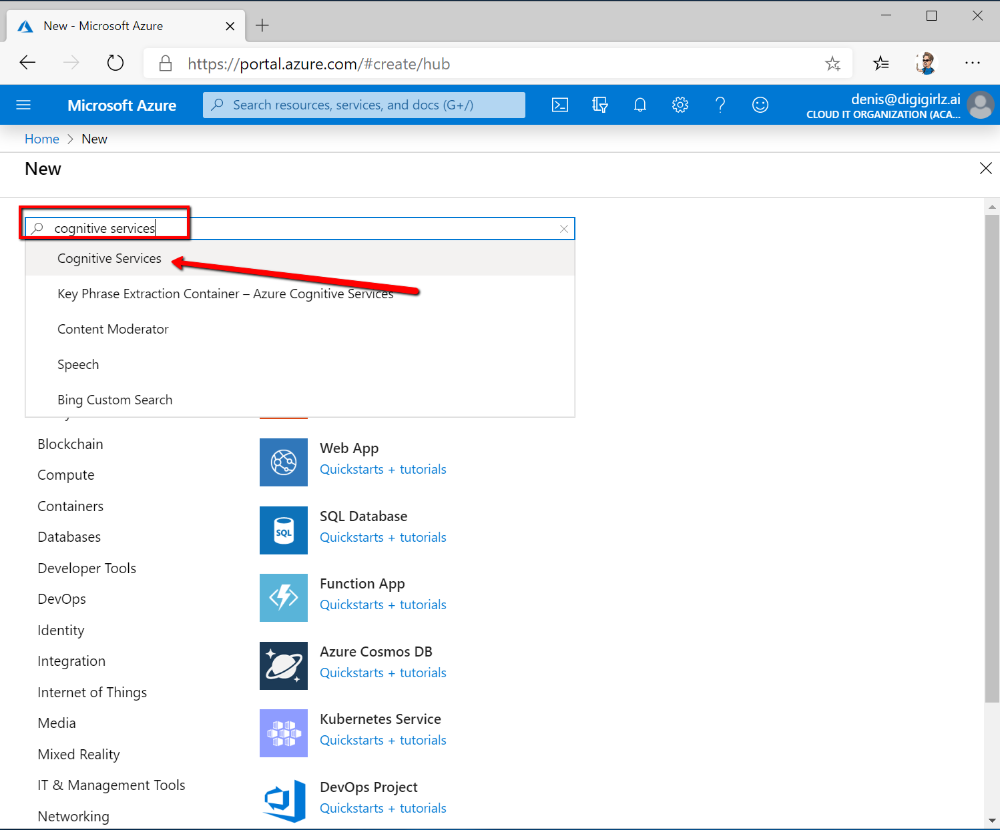 New - Microsoft Azure
https://portal.azure.com/#create/hub
Microsoft Azure
Search resources, services, and docs (G+/)
denis@digigirlz.ai
CLOUD IT ORGANIZATION (ACA...
Home > New
New
cognitive services
Cognitive Services
Key Phrase Extraction Container – Azure Cognitive Services
Content Moderator
Speech
Bing Custom Search
Blockchain
Compute
Containers
Databases
Developer Tools
DevOps
Identity
Integration
Internet of Things
Media
Mixed Reality
IT & Management Tools
Networking
Web App
Quickstarts + tutorials
SQL
SQL Database
Quickstarts + tutorials
Function App
Quickstarts + tutorials
Azure Cosmos DB
Quickstarts + tutorials
Kubernetes Service
Quickstarts + tutorials
DevOps Project
Quickstarts + tutorials